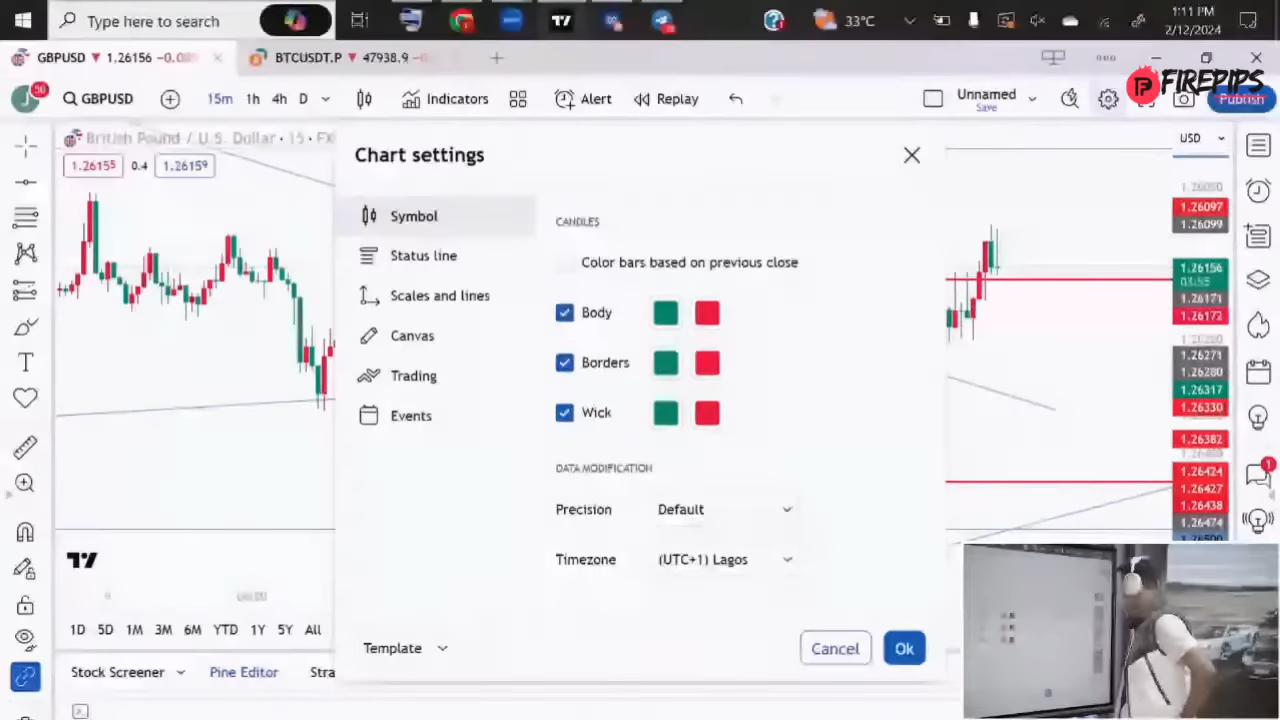 Type here to search
33°C
1:11 PM
2/12/2024
GBPUSD ▼ 1.26156
BTCUSDT.P ▼ 47938.9
FIREPIPS
50
GBPUSD
15m 1h 4h D
Indicators
Alert
Replay
Unnamed
Save
Publish
British Pound / U.S. Dollar · 15 · FX
1.26155 0.4 26159
USD
Chart settings
Symbol
Status line
Scales and lines
Canvas
Trading
Events
CANDLES
Color bars based on previous close
Body
Borders
Wick
DATA MODIFICATION
Precision Default
Timezone (UTC+1) Lagos
Template
Cancel
Ok
1.26097
1.26099
1.26156
1.26171
1.26172
1.26271
1.26280
1.26317
1.26330
1.26382
1.26424
1.26427
1.26438
1.26474
1
1D 5D 1M 3M 6M YTD 1Y 5Y All
Stock Screener
Pine Editor
Stra